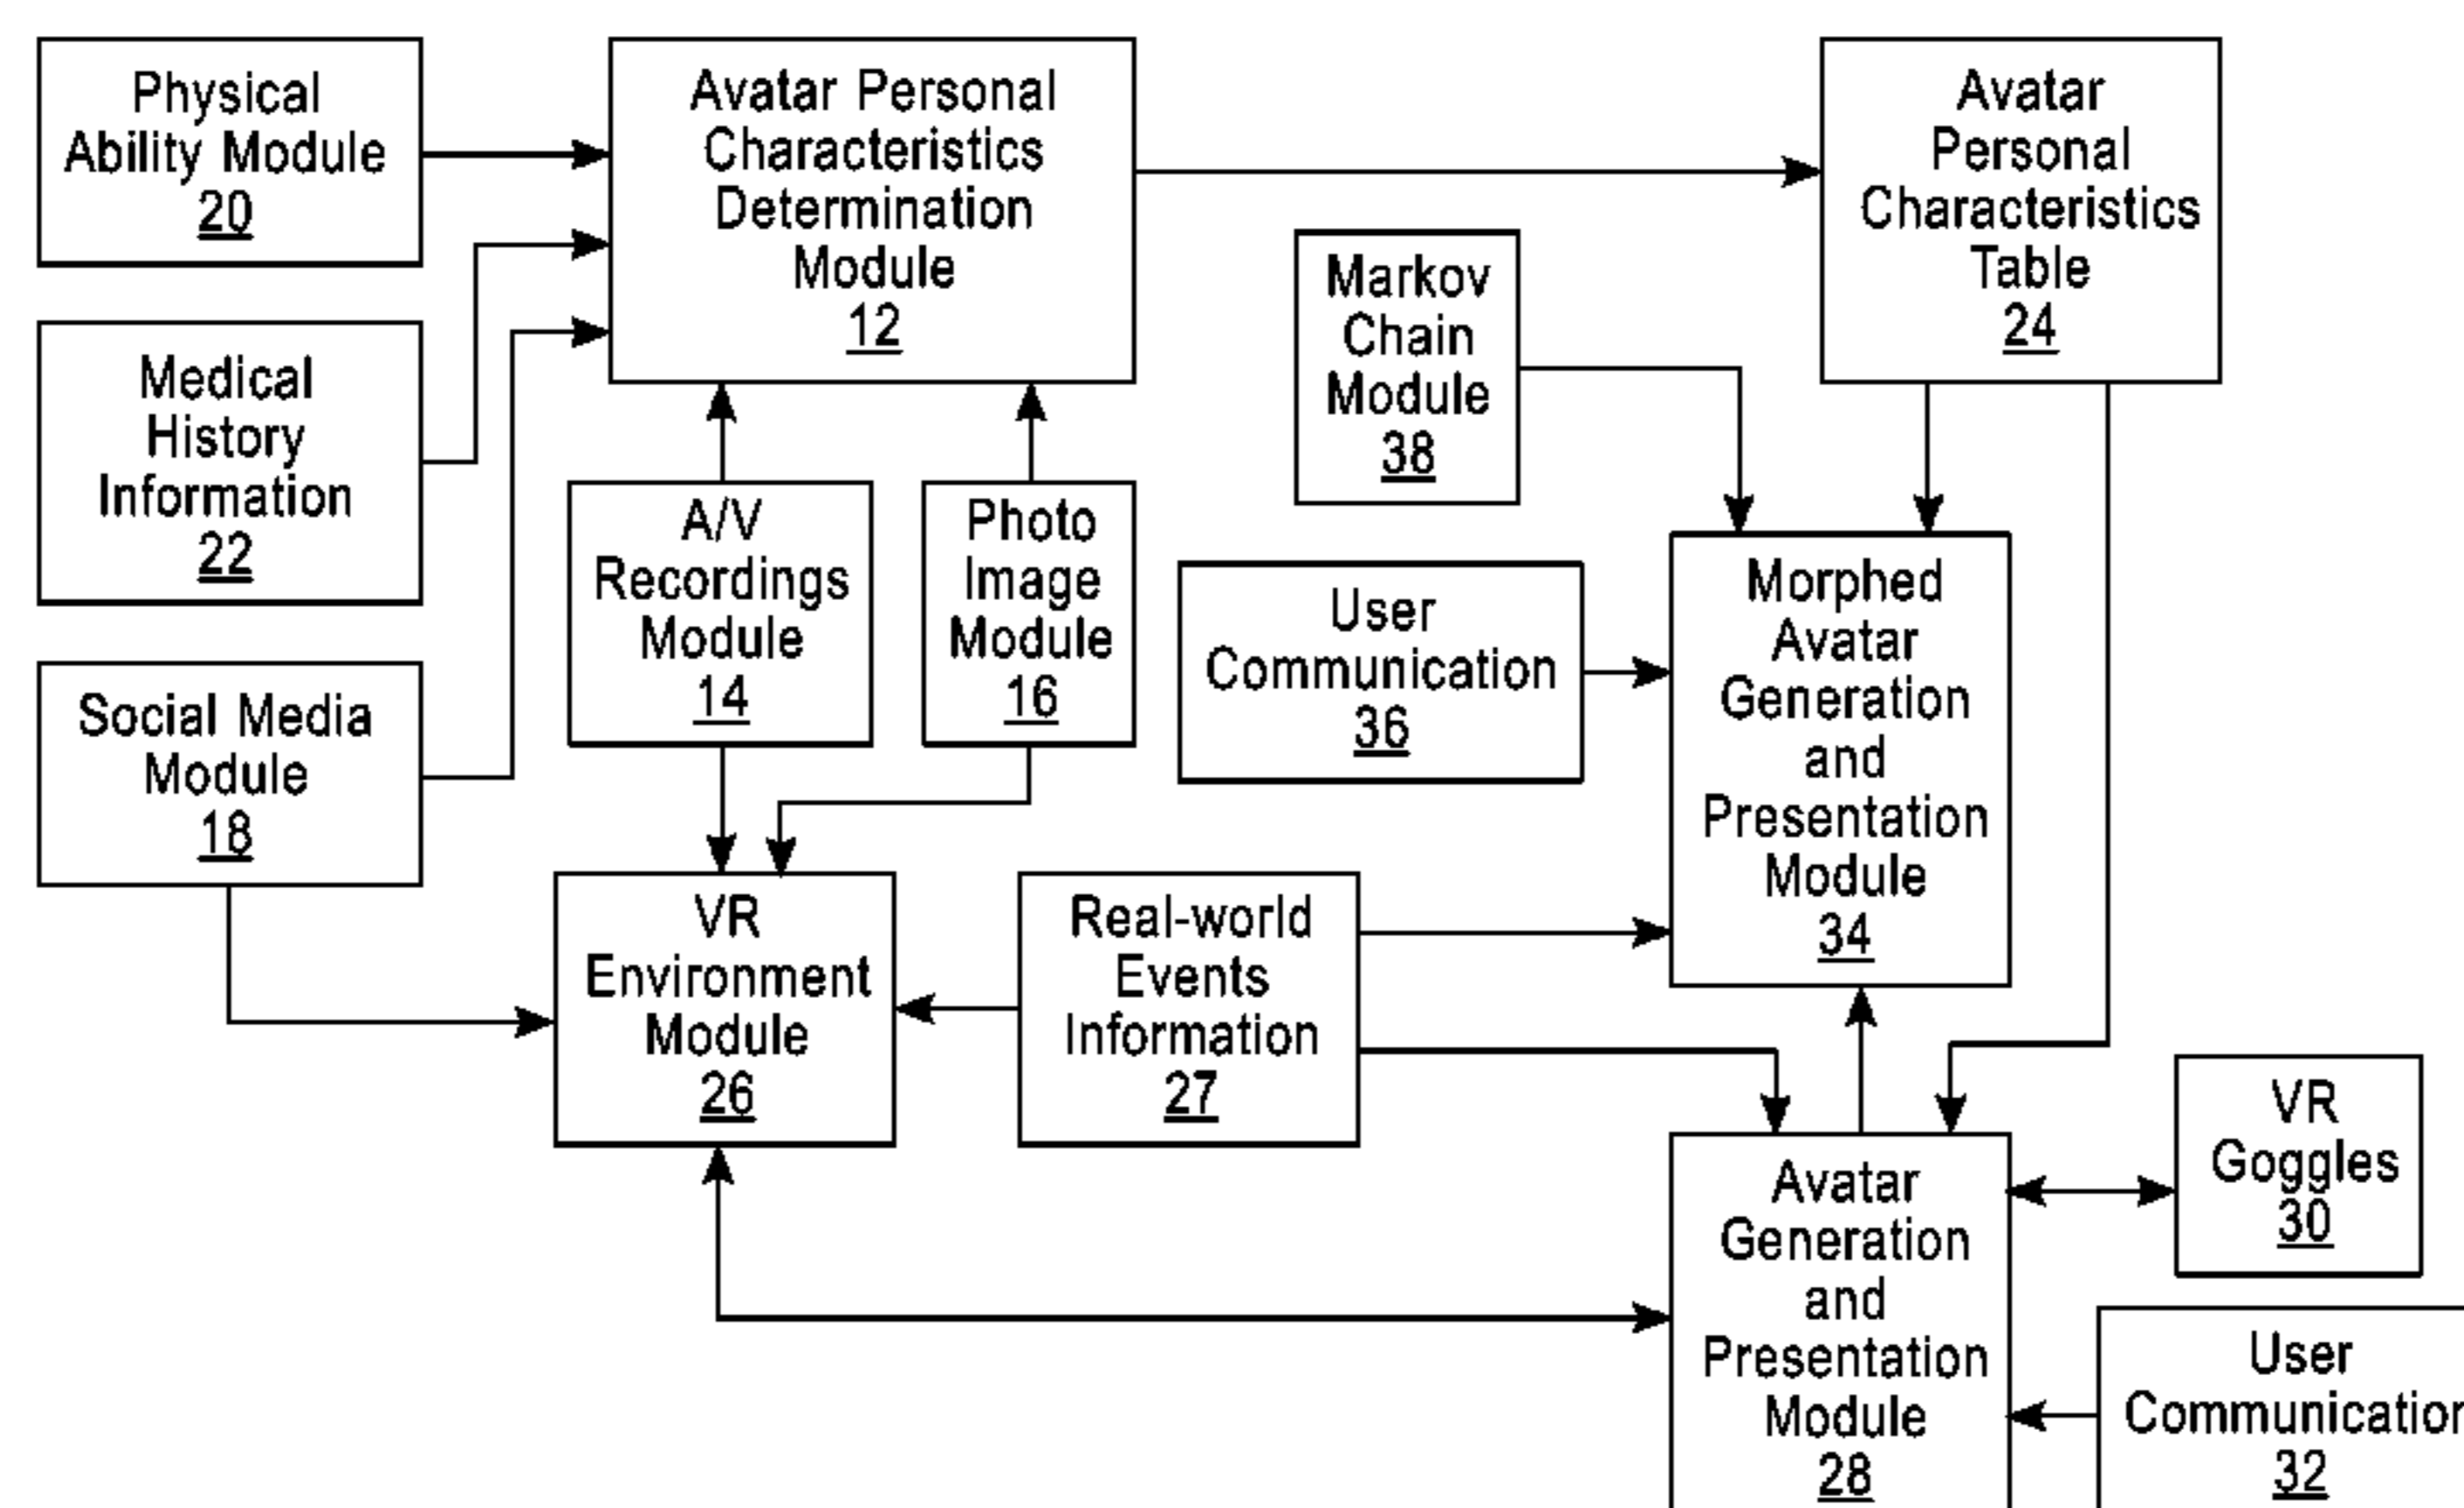 Physical
Ability Module
20
Avatar Personal
Characteristics
Determination
Module
12
Avatar
Personal
Characteristics
Table
24
Markov
Chain
Module
38
Medical
History
Information
22
A/V
Recordings
Module
14
Photo
Image
Module
16
User
Communication
36
Morphed
Avatar
Generation
and
Presentation
Module
34
Social Media
Module
18
VR
Environment
Module
26
Real-world
Events
Information
27
VR
Goggles
30
Avatar
Generation
and
Presentation
Module
28
User
Communication
32